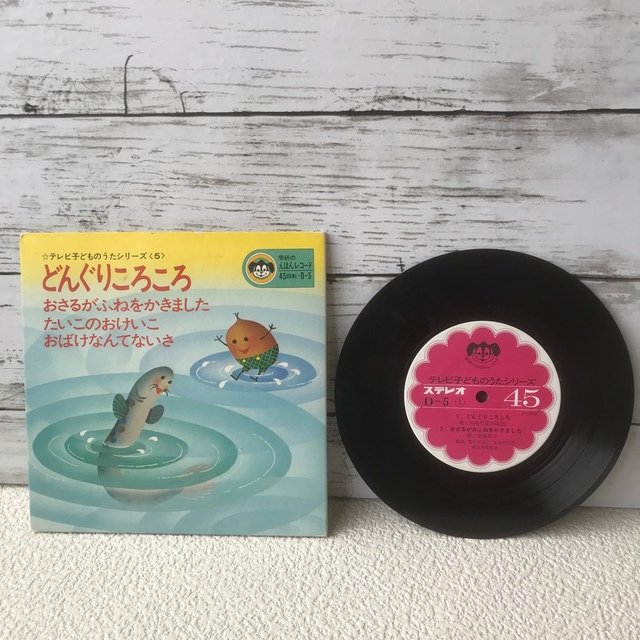 ☆テレビ子どものうたシリーズ〈5〉
どんぐりころころ
おさるがふねをかきました
たいこのおけいこ
おばけなんてないさ
学研の
えほんレコード
テレビ子どものうたシリーズ
ステレオ
45
D-5 ①
1. どんぐりころころ
2. おさるがふねをかきました